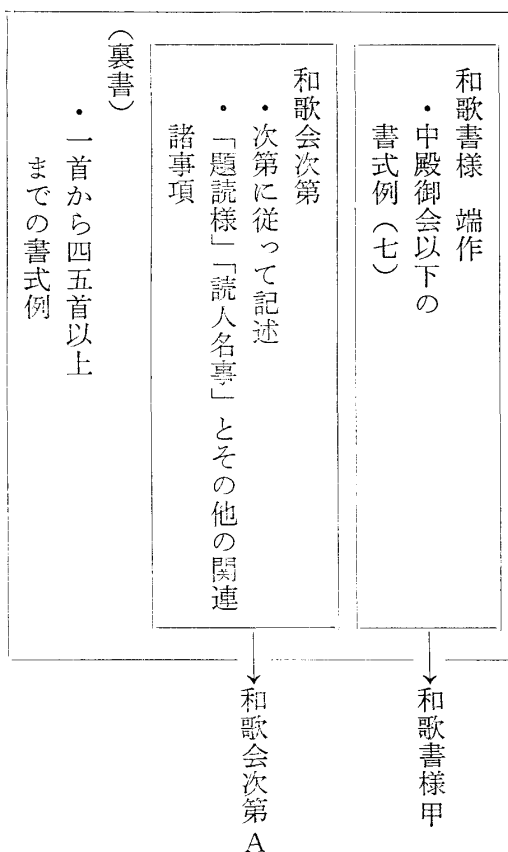 和歌書様　端作
・中殿御会以下の
書式例（七）
和歌書様甲
和歌会次第
・次第に従って記述
・「題読様」「読人名事」とその他の関連
諸事項
和歌会次第A
（裏書）
・一首から四五首以上
までの書式例